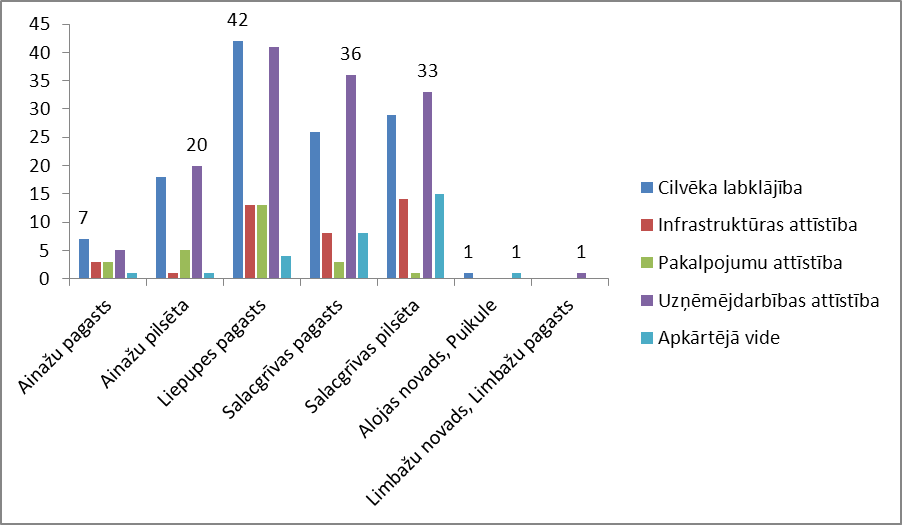 45
40
35
30
25
20
15
10
5
0
7
20
42
36
33
1
1
1
Ainažu pagasts
Ainažu pilsēta
Liepupes pagasts
Salacgrīvas pagasts
Salacgrīvas pilsēta
Alojas novads, Puikule
Limbažu novads, Limbažu pagasts
Cilvēka labklājība
Infrastruktūras attīstība
Pakalpojumu attīstība
Uzņēmējdarbības attīstība
Apkārtējā vide